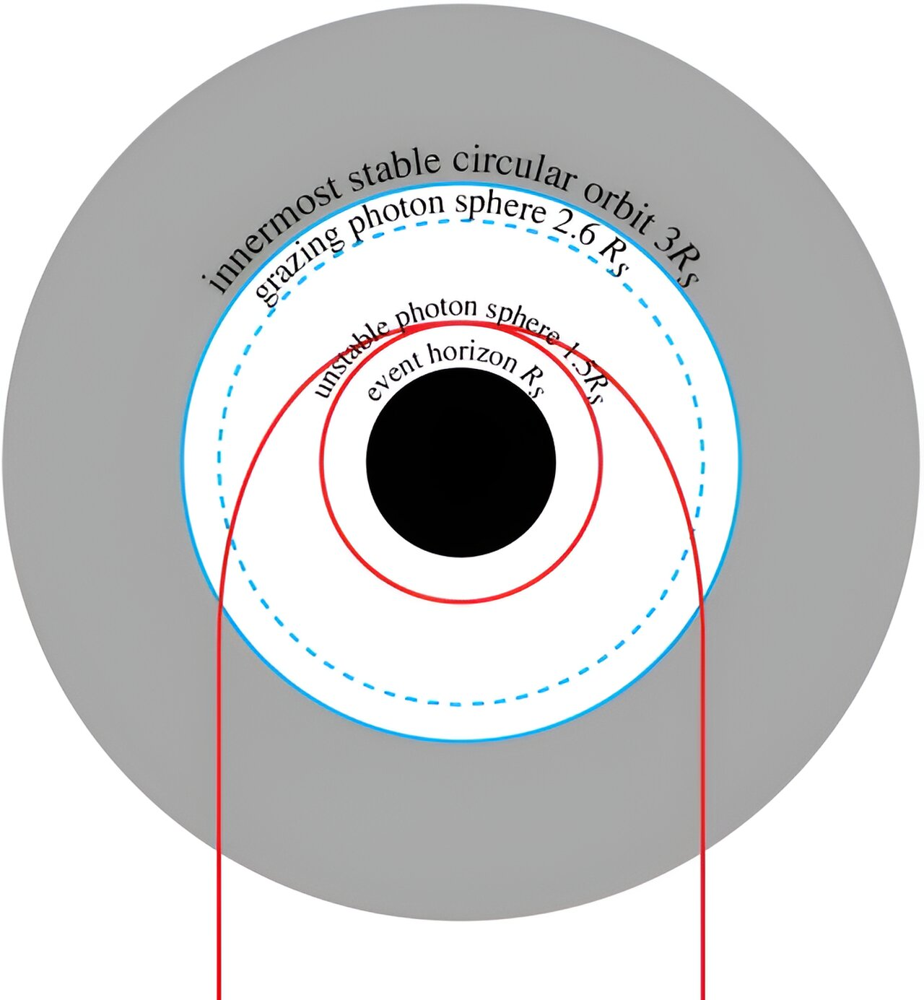 innermost stable circular orbit 3Rs
grazing photon sphere 2.6 Rs
unstable photon sphere 1.5Rs
event horizon Rs